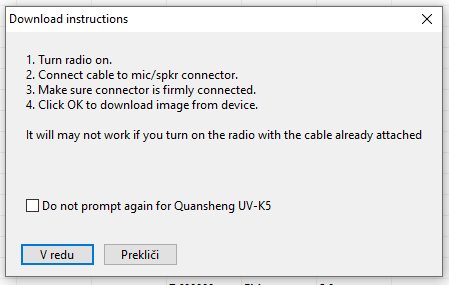 Download instructions
1. Turn radio on.
2. Connect cable to mic/spkr connector.
3. Make sure connector is firmly connected.
4. Click OK to download image from device.
It will may not work if you turn on the radio with the cable already attached
Do not prompt again for Quansheng UV-K5
V redu Prekliči